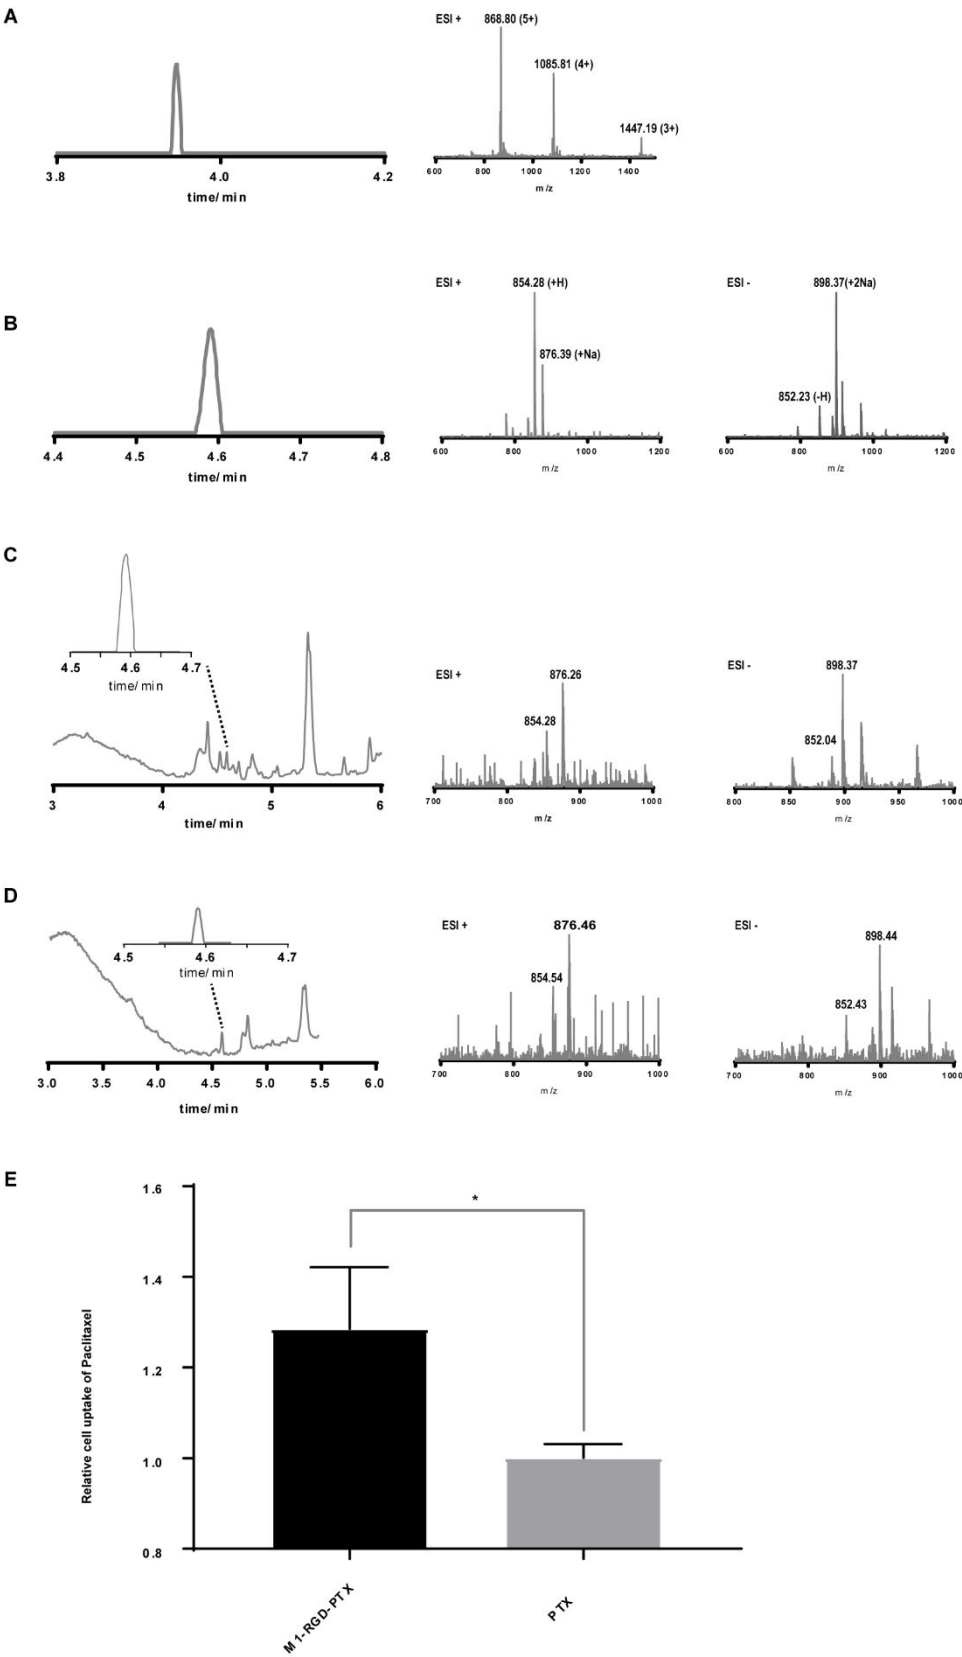 A
3.8 4.0 4.2
time/ min
ESI + 868.80 (5+)
1085.81 (4+)
1447.19 (3+)
600 800 1000 1200 1400
m /z
B
4.4 4.5 4.6 4.7 4.8
time/ min
ESI + 854.28 (+H)
876.39 (+Na)
600 800 1000 1200
m /z
ESI - 898.37(+2Na)
852.23 (-H)
600 800 1000 1200
m /z
C
4.5 4.6 4.7
time/ min
3 4 5 6
time/ min
ESI + 876.26
854.28
700 800 900 1000
m /z
ESI - 898.37
852.04
800 850 900 950 1000
m /z
D
4.5 4.6 4.7
time/ min
3.0 3.5 4.0 4.5 5.0 5.5 6.0
time/ min
ESI + 876.46
854.54
700 800 900 1000
m /z
ESI - 898.44
852.43
700 800 900 1000
m /z
E
Relative cell uptake of Paclitaxel
1.6
1.4
1.2
1.0
0.8
*
M1-RGD-PTX
PTX